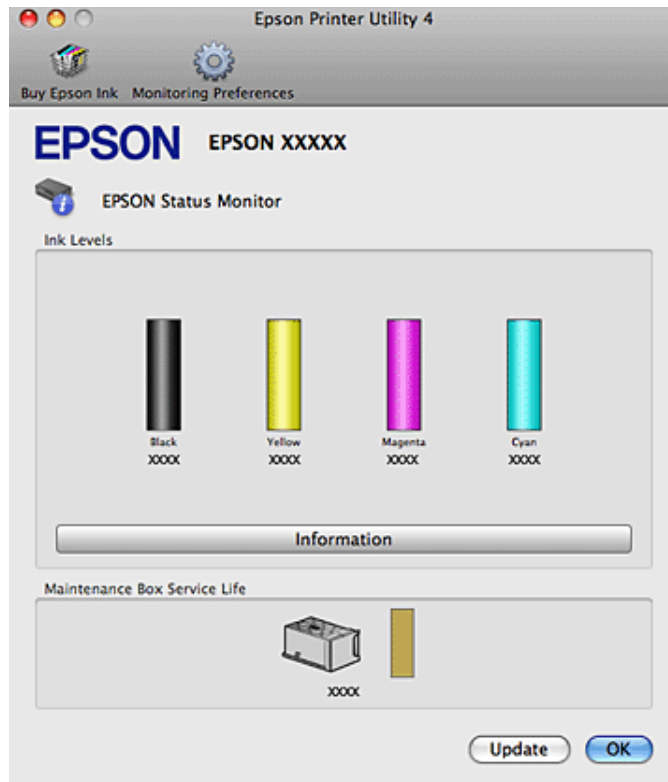 Epson Printer Utility 4
Buy Epson Ink Monitoring Preferences
EPSON EPSON XXXXX
EPSON Status Monitor
Ink Levels
Black Yellow Magenta Cyan
XXXX XXXX XXXX XXXX
Information
Maintenance Box Service Life
XXXX
Update OK